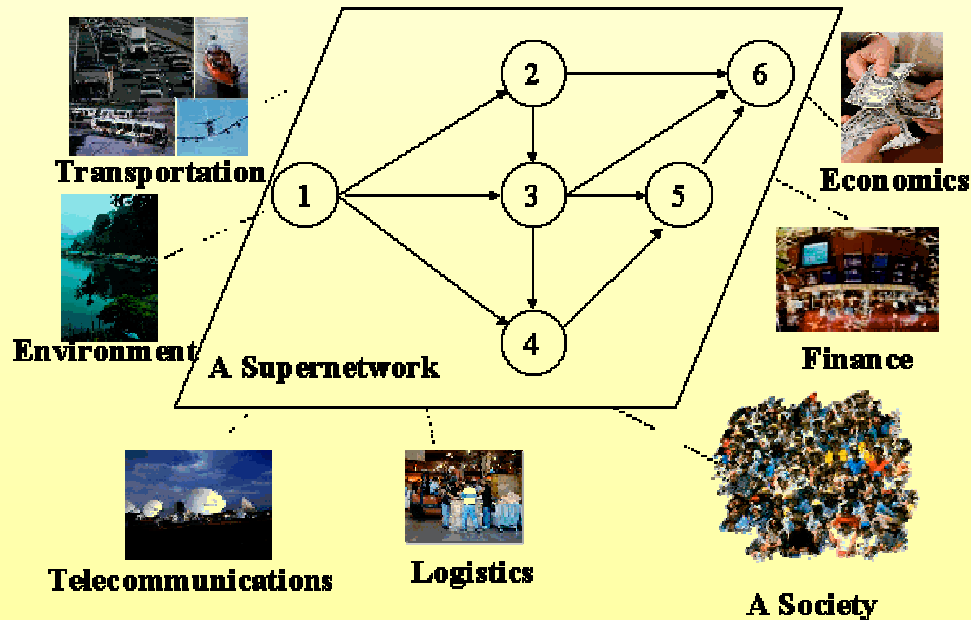 2
6
Transportation
1
3
5
Economics
Environment
4
A Supernetwork
Finance
Telecommunications
Logistics
A Society